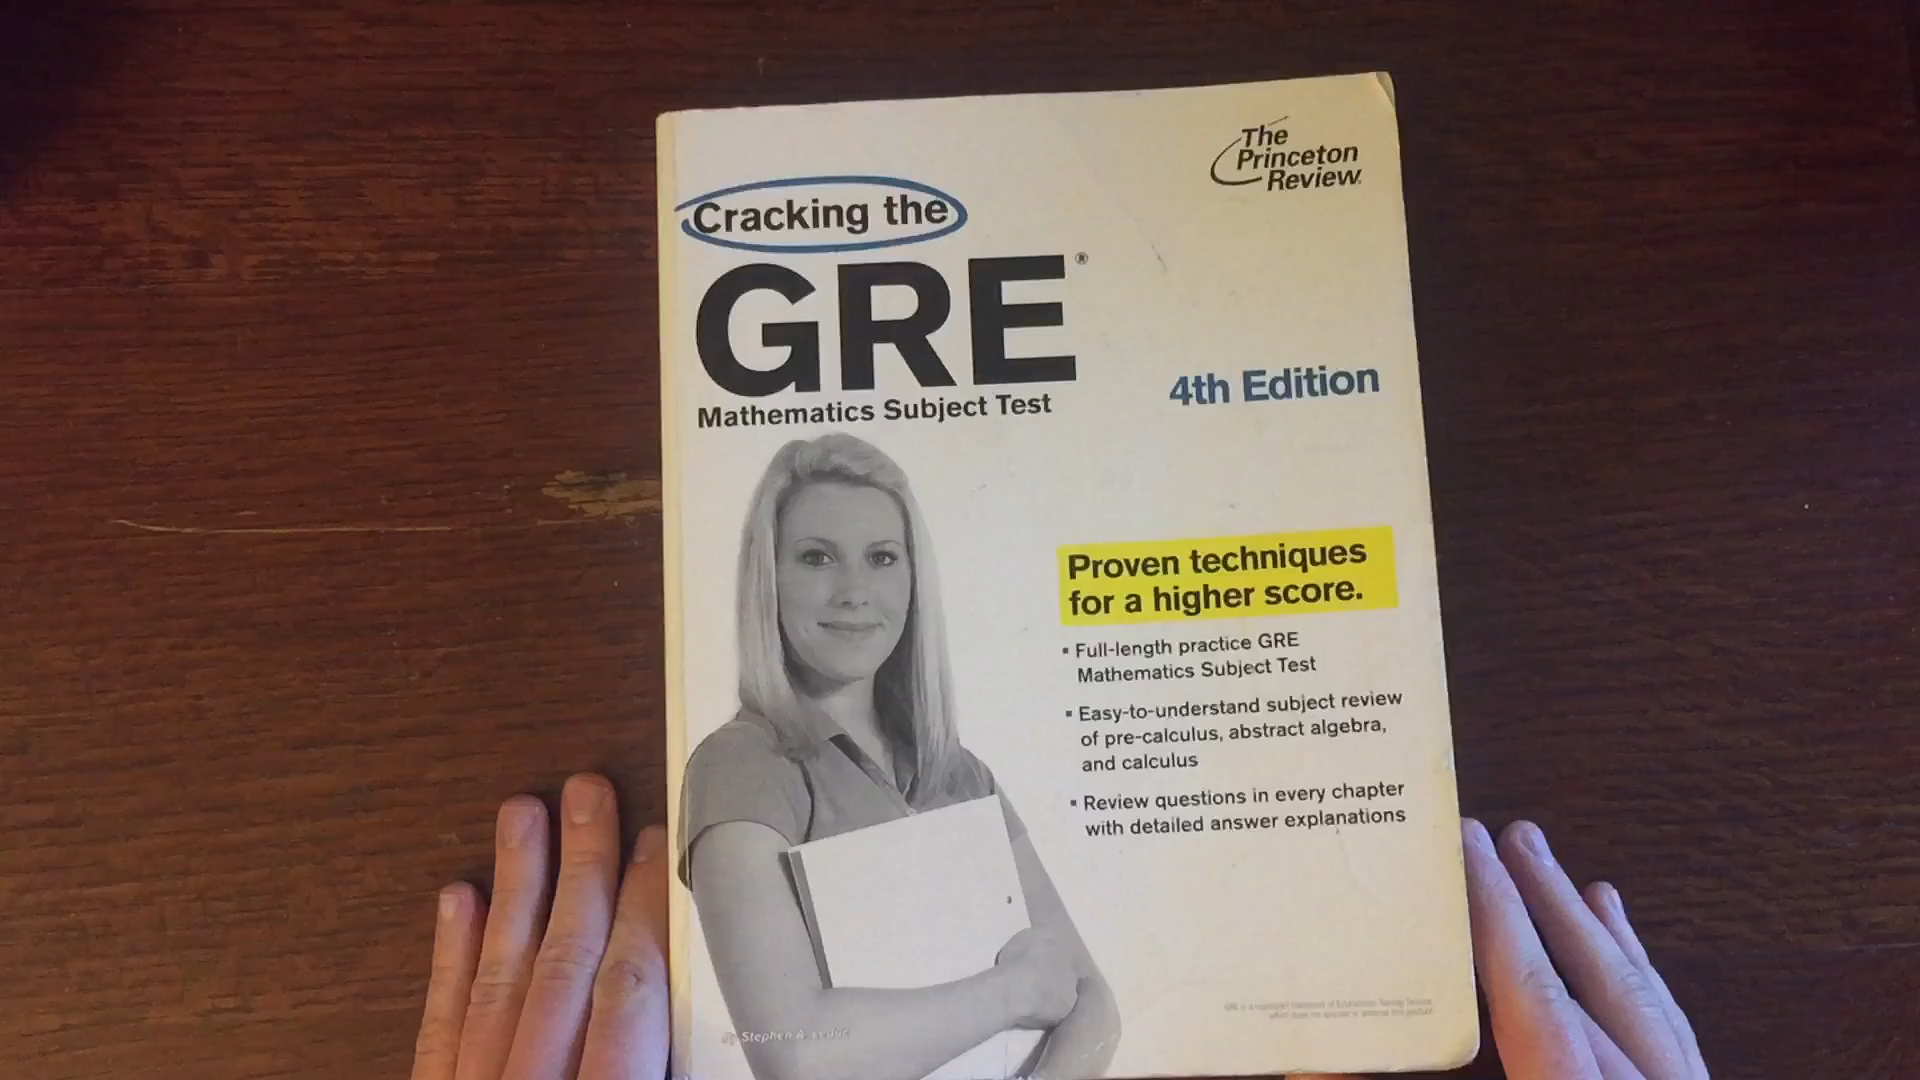 The
Princeton
Review.
Cracking the
GRE®
Mathematics Subject Test
4th Edition
Proven techniques
for a higher score.
▪ Full-length practice GRE
Mathematics Subject Test
▪ Easy-to-understand subject review
of pre-calculus, abstract algebra,
and calculus
▪ Review questions in every chapter
with detailed answer explanations
By Stephen A.